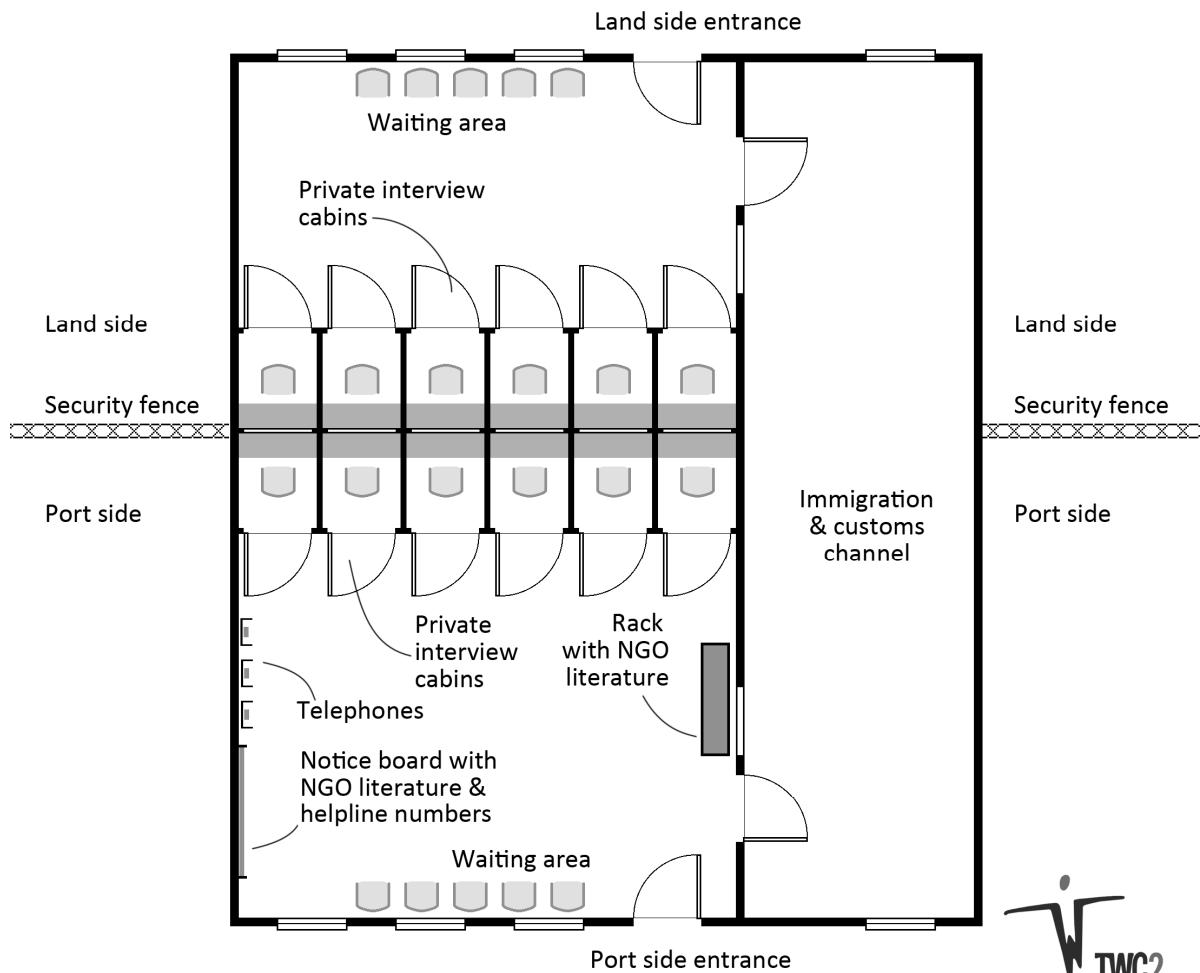 Land side entrance
Waiting area
Private interview
cabins
Land side
Land side
Security fence
Security fence
Port side
Immigration
& customs
channel
Port side
Private
interview
cabins
Rack
with NGO
literature
Telephones
Notice board with
NGO literature &
helpline numbers
Waiting area
Port side entrance
TWC2